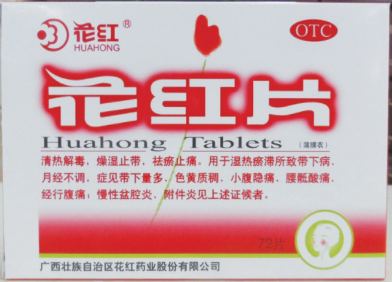 花红®
HUAHONG
OTC
花红片
Huahong Tablets (薄膜衣)
清热解毒，燥湿止带，祛瘀止痛。用于湿热瘀滞所致带下病、
月经不调，症见带下量多、色黄质稠、小腹隐痛、腰骶酸痛、
经行腹痛；慢性盆腔炎、附件炎见上述证候者。
72片
广西壮族自治区花红药业股份有限公司